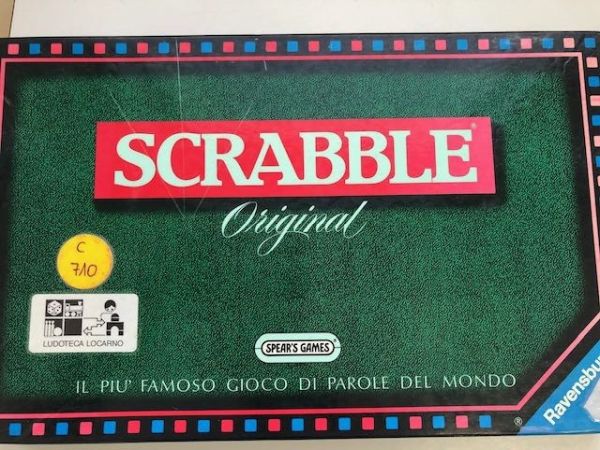 SCRABBLE®
Original
C
710
LUDOTECA LOCARNO
SPEAR'S GAMES
IL PIU' FAMOSO GIOCO DI PAROLE DEL MONDO
®
Ravensbu